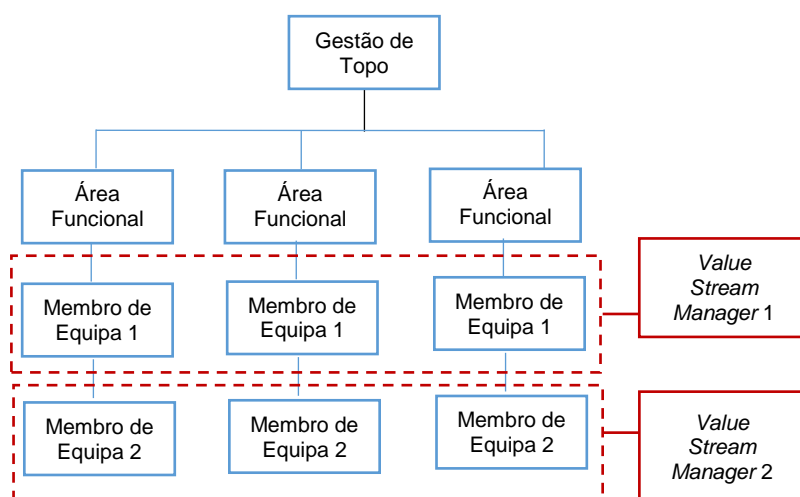 Gestão de
Topo
Área
Funcional
Área
Funcional
Área
Funcional
Value
Stream
Manager 1
Membro de
Equipa 1
Membro de
Equipa 1
Membro de
Equipa 1
Membro de
Equipa 2
Membro de
Equipa 2
Membro de
Equipa 2
Value
Stream
Manager 2